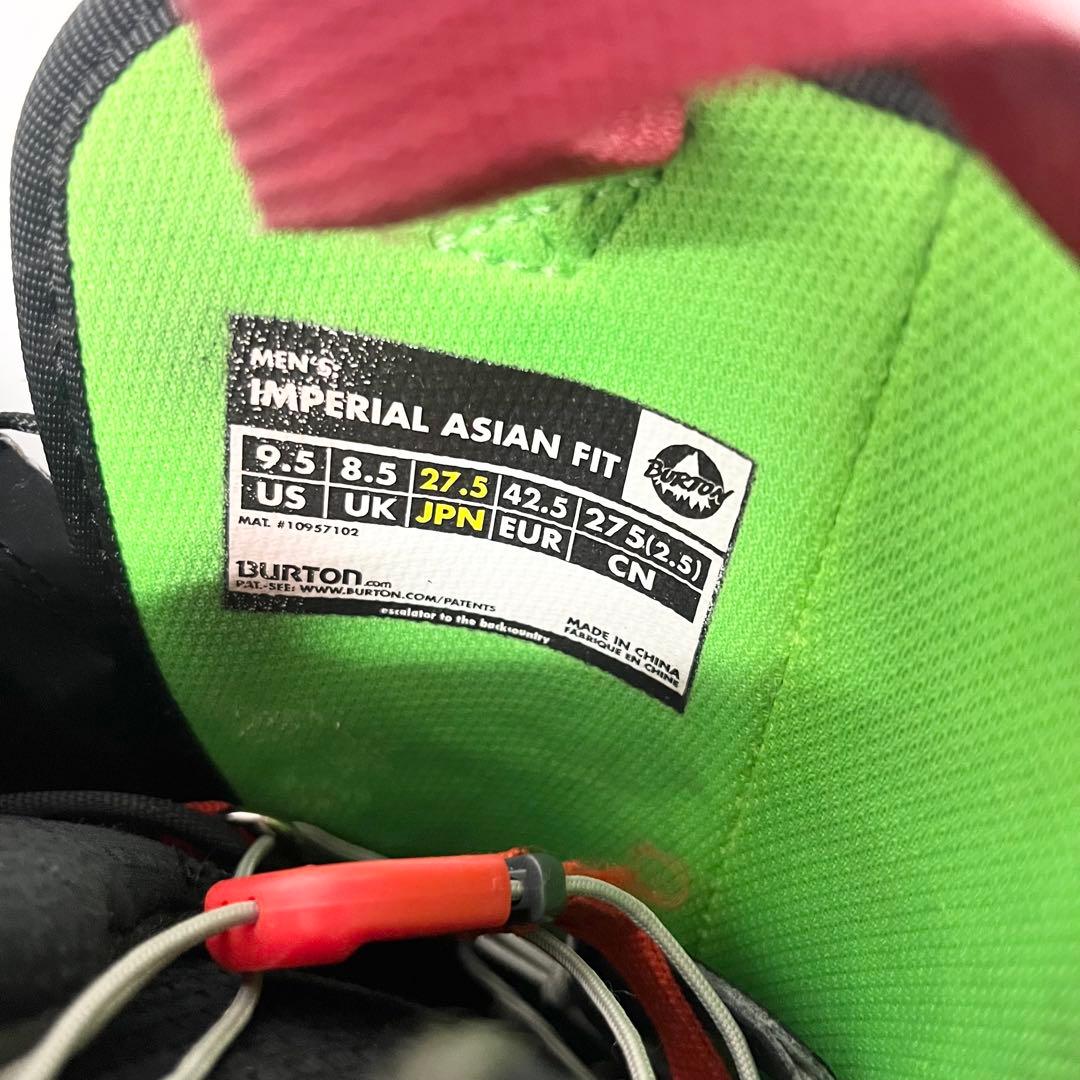 MEN'S
IMPERIAL ASIAN FIT
BURTON
9.5 8.5 27.5 42.5 275(2.5)
US UK JPN EUR CN
MAT. #10957102
BURTON.com
PAT.-SEE: WWW.BURTON.COM/PATENTS
escalator to the backcountry
MADE IN CHINA
FABRIQUE EN CHINE